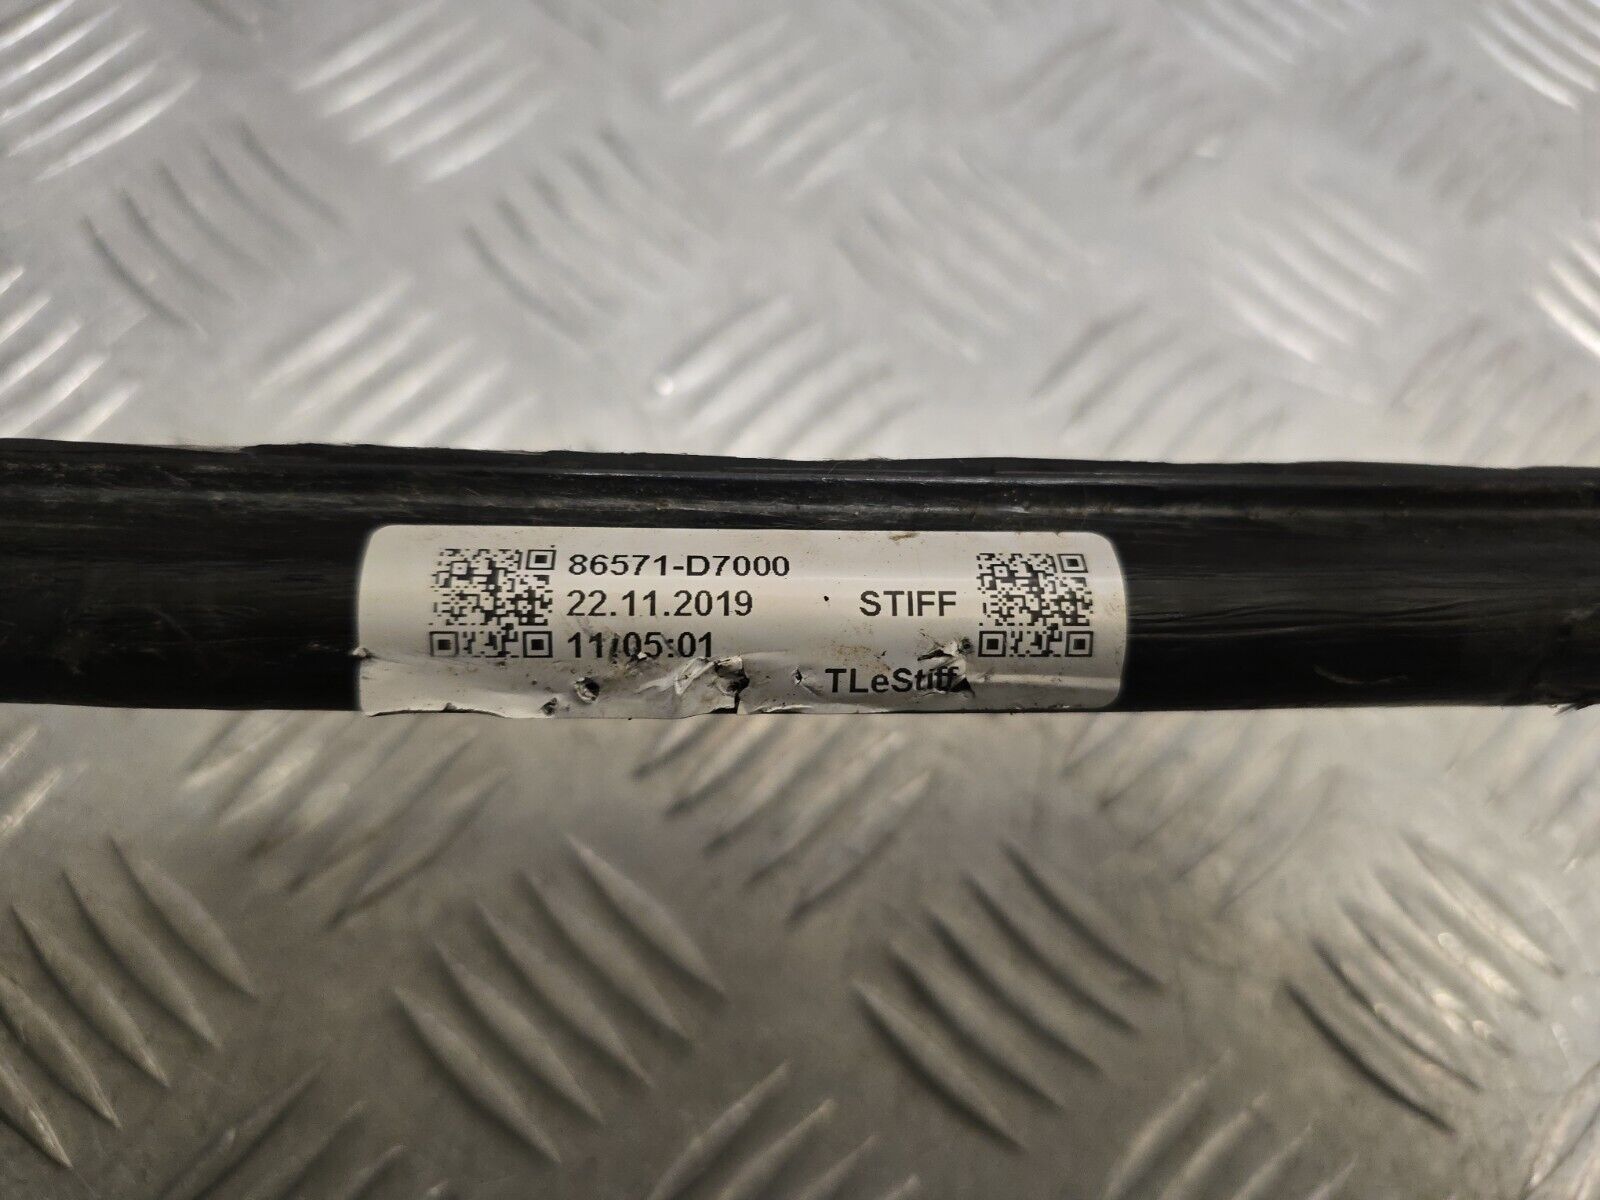 86571-D7000
22.11.2019 STIFF
11/05:01
TLeStiff